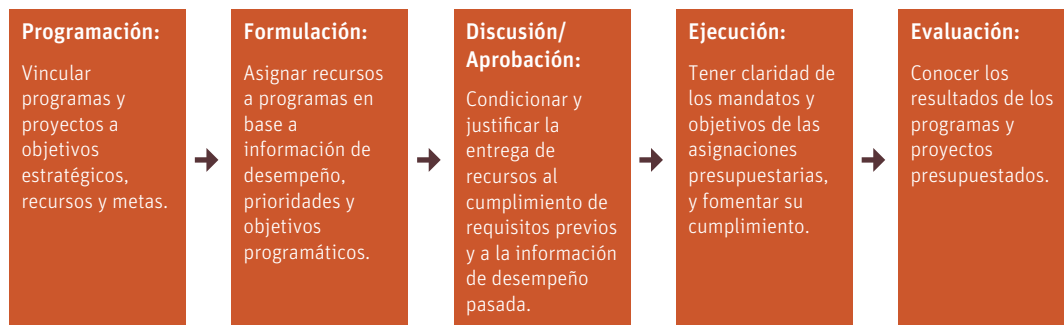 Programación:
Vincular
programas y
proyectos a
objetivos
estratégicos,
recursos y metas.
Formulación:
Asignar recursos
a programas en
base a
información de
desempeño,
prioridades y
objetivos
programáticos.
Discusión/
Aprobación:
Condicionar y
justificar la
entrega de
recursos al
cumplimiento de
requisitos previos
y a la información
de desempeño
pasada.
Ejecución:
Tener claridad de
los mandatos y
objetivos de las
asignaciones
presupuestarias,
y fomentar su
cumplimiento.
Evaluación:
Conocer los
resultados de los
programas y
proyectos
presupuestados.